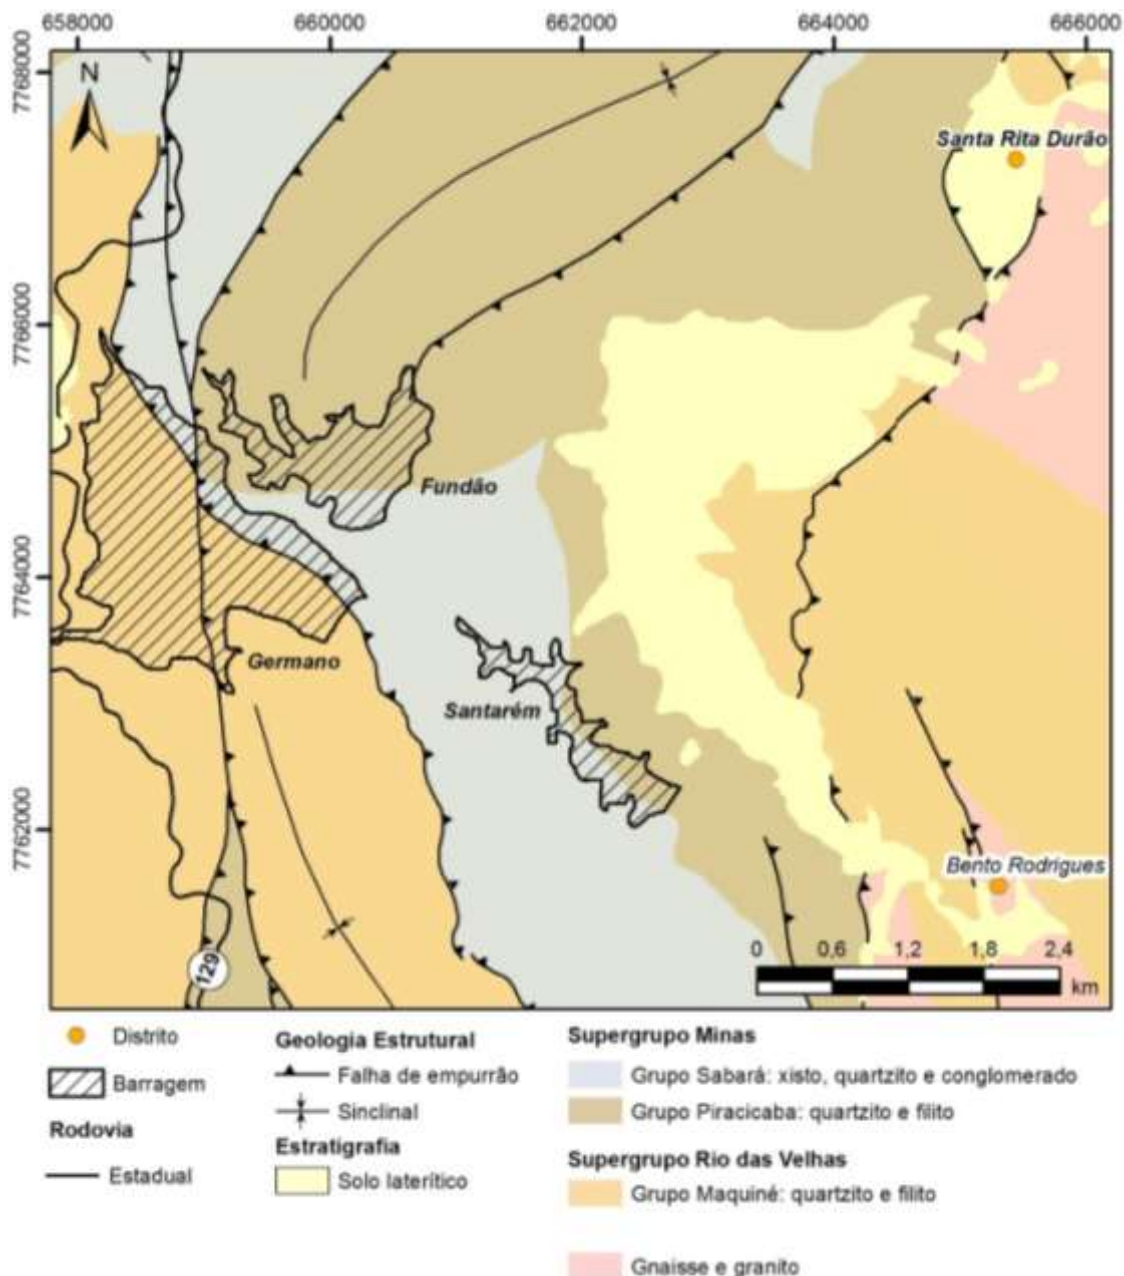 658000 660000 662000 664000 666000
7768000
7766000
7764000
7762000
N
Santa Rita Durão
Fundão
Germano
Santarém
Bento Rodrigues
129
0 0,6 1,2 1,8 2,4
km
Distrito
Barragem
Rodovia
Estadual
Geologia Estrutural
Falha de empurrão
Sinclinal
Estratigrafia
Solo laterítico
Supergrupo Minas
Grupo Sabará: xisto, quartzito e conglomerado
Grupo Piracicaba: quartzito e filito
Supergrupo Rio das Velhas
Grupo Maquiné: quartzito e filito
Gnaisse e granito